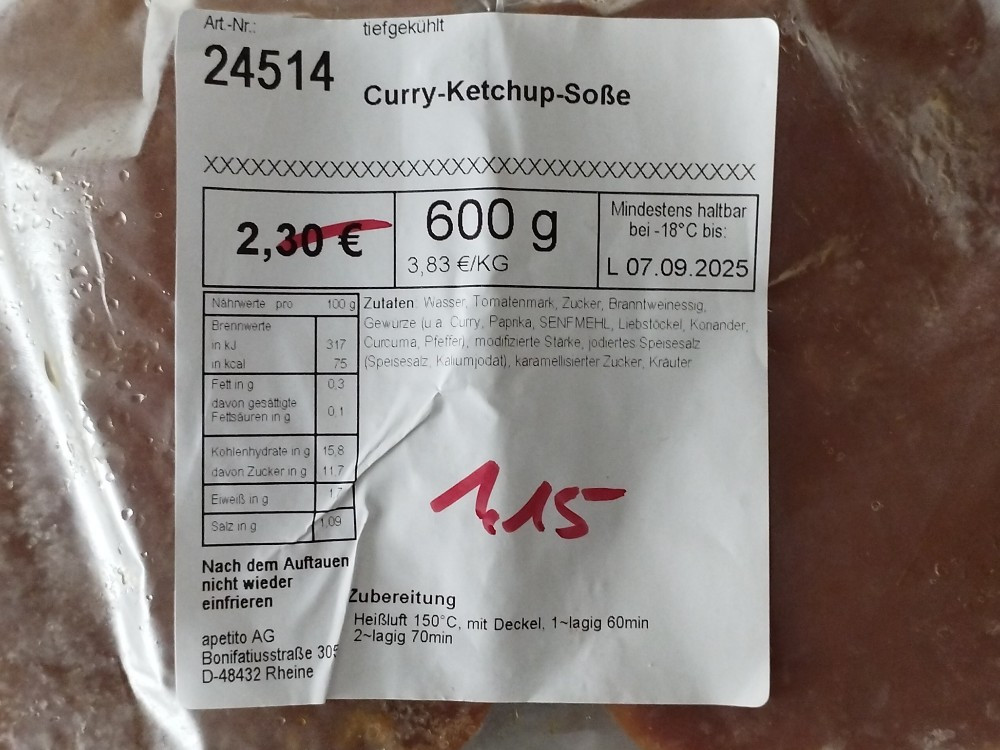 Art.-Nr.: tiefgekühlt
24514
Curry-Ketchup-Soße
XXXXXXXXXXXXXXXXXXXXXXXXXXXXXXXXXXX
2,30 €
600 g
3,83 €/KG
Mindestens haltbar
bei -18°C bis:
L 07.09.2025
Nährwerte pro 100 g
Brennwerte
in kJ 317
in kcal 75
Fett in g 0,3
davon gesättigte
Fettsäuren in g 0,1
Kohlenhydrate in g 15,8
davon Zucker in g 11,7
Eiweiß in g 1,7
Salz in g 1,09
Zutaten: Wasser, Tomatenmark, Zucker, Branntweinessig,
Gewürze (u.a. Curry, Paprika, SENFMEHL, Liebstöckel, Koriander,
Curcuma, Pfeffer), modifizierte Stärke, jodiertes Speisesalz
(Speisesalz, Kaliumjodat), karamellisierter Zucker, Kräuter
1,15
Nach dem Auftauen
nicht wieder
einfrieren
apetito AG
Bonifatiusstraße 305
D-48432 Rheine
Zubereitung
Heißluft 150°C, mit Deckel, 1~lagig 60min
2~lagig 70min